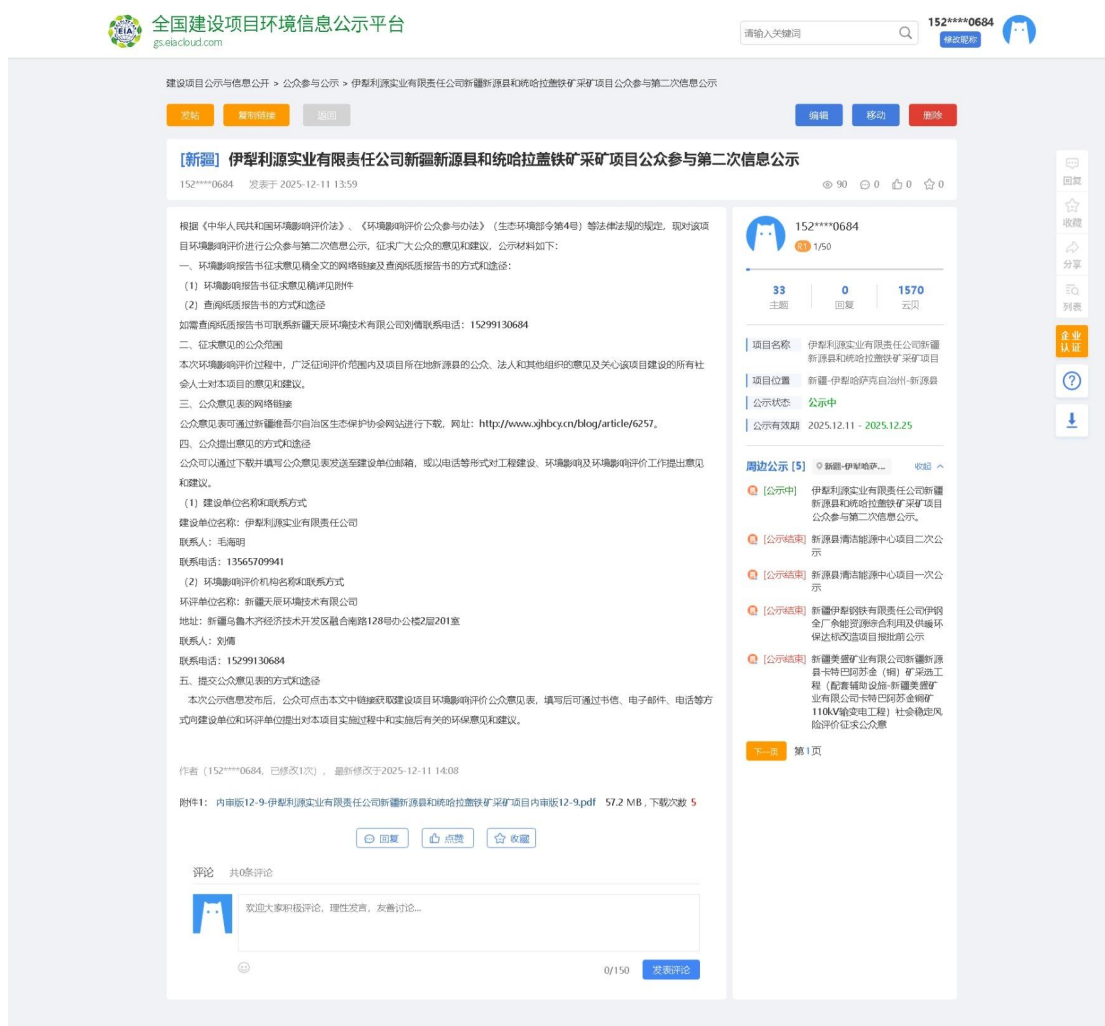 全国建设项目环境信息公示平台
gs.eiacloud.com
EIA
请输入关键词
152****0684
修改昵称
建设项目公示与信息公开 > 公众参与公示 > 伊犁利源实业有限责任公司新疆新源县和统哈拉盖铁矿采矿项目公众参与第二次信息公示
发帖
复制链接
返回
编辑
移动
删除
[新疆] 伊犁利源实业有限责任公司新疆新源县和统哈拉盖铁矿采矿项目公众参与第二次信息公示
152****0684 发表于 2025-12-11 13:59
90 0 0 0
根据《中华人民共和国环境影响评价法》、《环境影响评价公众参与办法》（生态环境部令第4号）等法律法规的规定，现对该项
目环境影响评价进行公众参与第二次信息公示，征求广大公众的意见和建议，公示材料如下：
一、环境影响报告书征求意见稿全文的网络链接及查阅纸质报告书的方式和途径：
（1）环境影响报告书征求意见稿详见附件
（2）查阅纸质报告书的方式和途径
如需查阅纸质报告书可联系新疆天辰环境技术有限公司刘倩联系电话：15299130684
二、征求意见的公众范围
本次环境影响评价过程中，广泛征询评价范围内及项目所在地新源县的公众、法人和其他组织的意见及关心该项目建设的所有社
会人士对本项目的意见和建议。
三、公众意见表的网络链接
公众意见表可通过新疆维吾尔自治区生态保护协会网站进行下载，网址：http://www.xjhbcy.cn/blog/article/6257。
四、公众提出意见的方式和途径
公众可以通过下载并填写公众意见表发送至建设单位邮箱，或以电话等形式对工程建设、环境影响及环境影响评价工作提出意见
和建议。
（1）建设单位名称和联系方式
建设单位名称：伊犁利源实业有限责任公司
联系人：毛海明
联系电话：13565709941
（2）环境影响评价机构名称和联系方式
环评单位名称：新疆天辰环境技术有限公司
地址：新疆乌鲁木齐经济技术开发区融合南路128号办公楼2层201室
联系人：刘倩
联系电话：15299130684
五、提交公众意见表的方式和途径
本次公示信息发布后，公众可点击本文中链接获取建设项目环境影响评价公众意见表，填写后可通过书信、电子邮件、电话等方
式向建设单位和环评单位提出对本项目实施过程中和实施后有关的环保意见和建议。
作者（152****0684，已修改1次），最新修改于2025-12-11 14:08
附件1： 内审版12-9-伊犁利源实业有限责任公司新疆新源县和统哈拉盖铁矿采矿项目内审版12-9.pdf 57.2 MB , 下载次数 5
回复
点赞
收藏
评论 共0条评论
欢迎大家积极评论，理性发言，友善讨论...
0/150
发表评论
152****0684
R1 1/50
33 0 1570
主题 回复 云贝
项目名称 伊犁利源实业有限责任公司新疆
新源县和统哈拉盖铁矿采矿项目
项目位置 新疆-伊犁哈萨克自治州-新源县
公示状态 公示中
公示有效期 2025.12.11 - 2025.12.25
周边公示 [5] 新疆-伊犁哈萨... 收起
[公示中] 伊犁利源实业有限责任公司新疆
新源县和统哈拉盖铁矿采矿项目
公众参与第二次信息公示。
[公示结束] 新源县清洁能源中心项目二次公
示
[公示结束] 新源县清洁能源中心项目一次公
示
[公示结束] 新疆伊犁钢铁有限责任公司伊钢
全厂余能资源综合利用及供暖环
保达标改造项目报批前公示
[公示结束] 新疆美盛矿业有限公司新疆新源
县卡特巴阿苏金（铜）矿采选工
程（配套辅助设施-新疆美盛矿
业有限公司卡特巴阿苏金铜矿
110kV输变电工程）社会稳定风
险评价征求公众意
下一页 第1页
回复
收藏
分享
列表
企业
认证